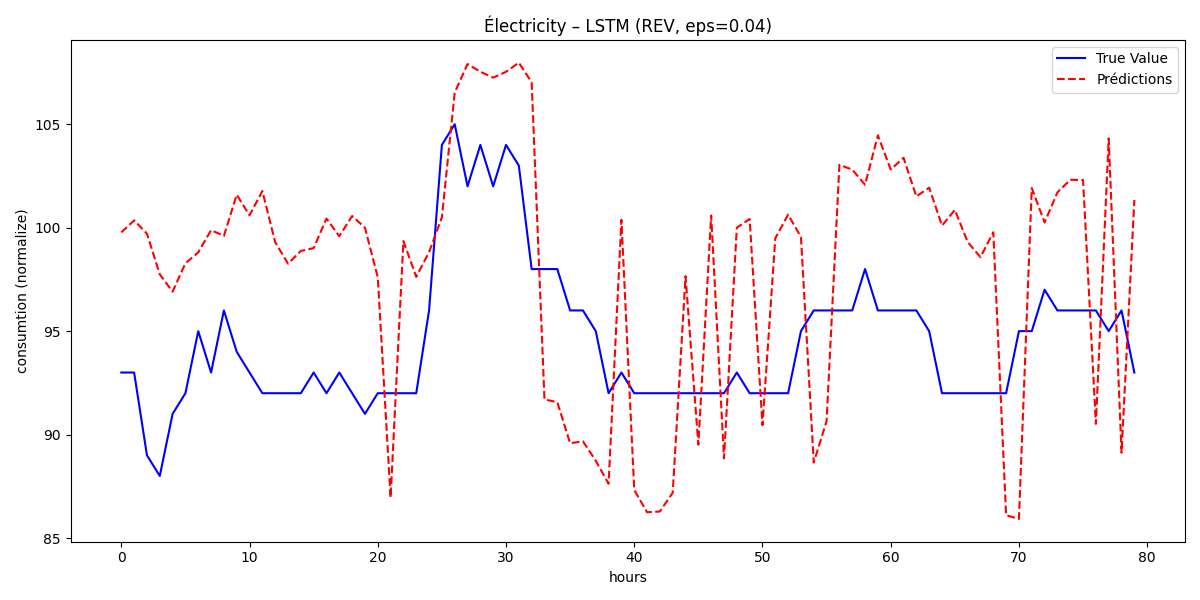 Électricity – LSTM (REV, eps=0.04)
True Value
Prédictions
consumtion (normalize)
105
100
95
90
85
0 10 20 30 40 50 60 70 80
hours